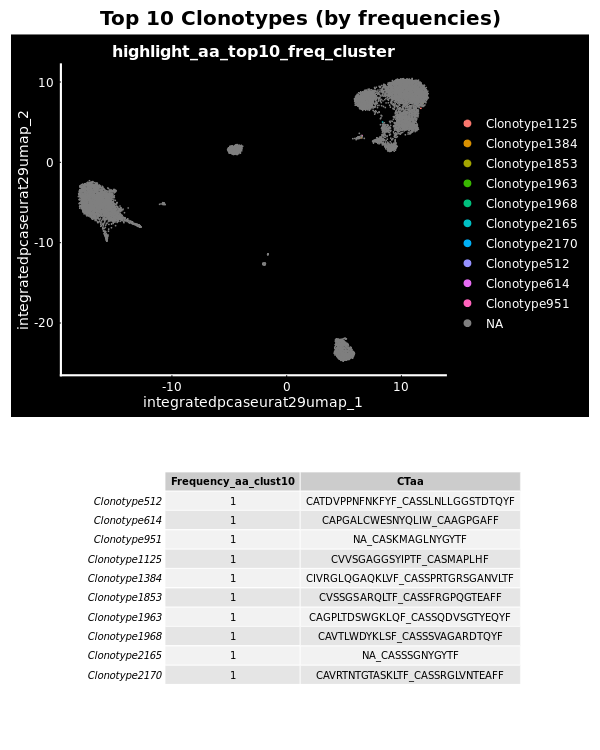 Top 10 Clonotypes (by frequencies)
highlight_aa_top10_freq_cluster
10
0
-10
-20
integratedpcaseurat29umap_2
-10
0
10
integratedpcaseurat29umap_1
Clonotype1125
Clonotype1384
Clonotype1853
Clonotype1963
Clonotype1968
Clonotype2165
Clonotype2170
Clonotype512
Clonotype614
Clonotype951
NA
Frequency_aa_clust10 CTaa
Clonotype512 1 CATDVPPNFNKFYF_CASSLNLLGGSTDTQYF
Clonotype614 1 CAPGALCWESNYQLIW_CAAGPGAFF
Clonotype951 1 NA_CASKMAGLNYGYTF
Clonotype1125 1 CVVSGAGGSYIPTF_CASMAPLHF
Clonotype1384 1 CIVRGLQGAQKLVF_CASSPRTGRSGANVLTF
Clonotype1853 1 CVSSGSARQLTF_CASSFRGPQGTEAFF
Clonotype1963 1 CAGPLTDSWGKLQF_CASSQDVSGTYEQYF
Clonotype1968 1 CAVTLWDYKLSF_CASSSVAGARDTQYF
Clonotype2165 1 NA_CASSSGNYGYTF
Clonotype2170 1 CAVRTNTGTASKLTF_CASSRGLVNTEAFF